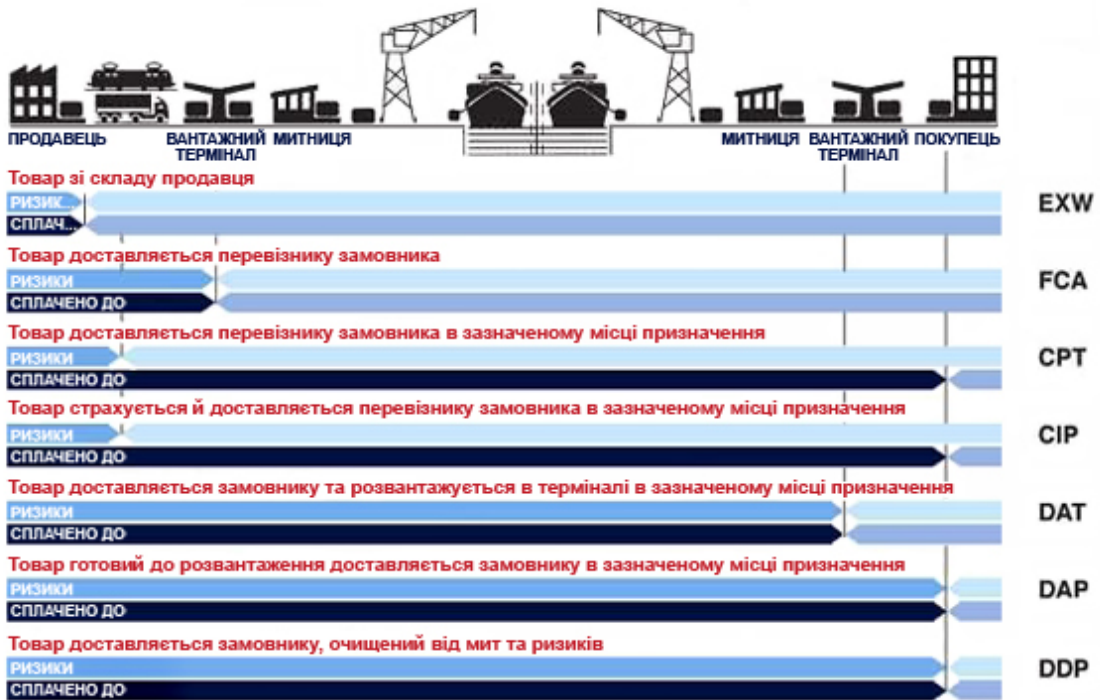 ПРОДАВЕЦЬ ВАНТАЖНИЙ МИТНИЦЯ МИТНИЦЯ ВАНТАЖНИЙ ПОКУПЕЦЬ
ТЕРМІНАЛ ТЕРМІНАЛ
Товар зі складу продавця
РИЗИК... EXW
СПЛАЧ...
Товар доставляється перевізнику замовника
РИЗИКИ FCA
СПЛАЧЕНО ДО
Товар доставляється перевізнику замовника в зазначеному місці призначення
РИЗИКИ CPT
СПЛАЧЕНО ДО
Товар страхується й доставляється перевізнику замовника в зазначеному місці призначення
РИЗИКИ CIP
СПЛАЧЕНО ДО
Товар доставляється замовнику та розвантажується в терміналі в зазначеному місці призначення
РИЗИКИ DAT
СПЛАЧЕНО ДО
Товар готовий до розвантаження доставляється замовнику в зазначеному місці призначення
РИЗИКИ DAP
СПЛАЧЕНО ДО
Товар доставляється замовнику, очищений від мит та ризиків
РИЗИКИ DDP
СПЛАЧЕНО ДО